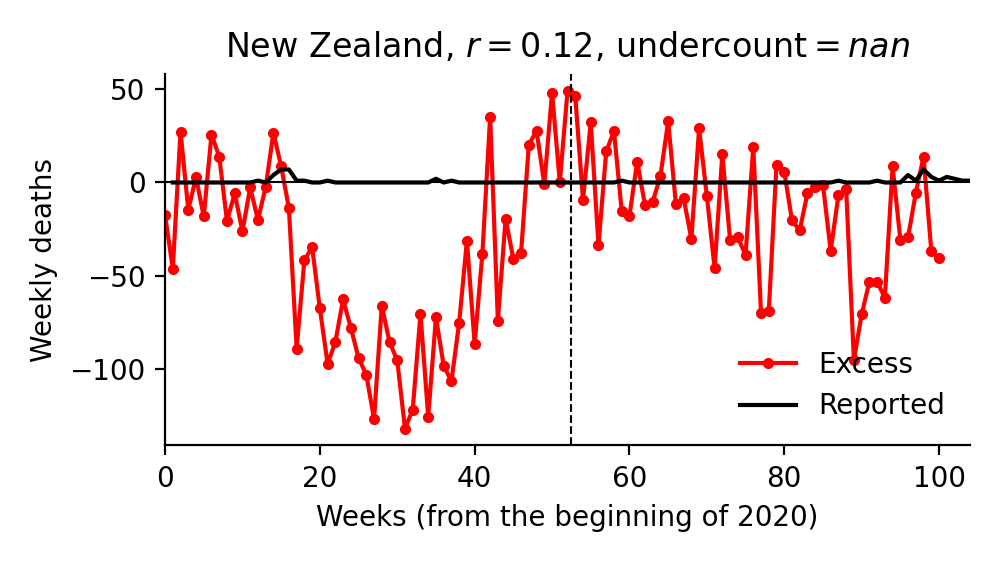 New Zealand, r = 0.12, undercount = nan
50
0
−50
−100
Weekly deaths
Excess
Reported
0 20 40 60 80 100
Weeks (from the beginning of 2020)